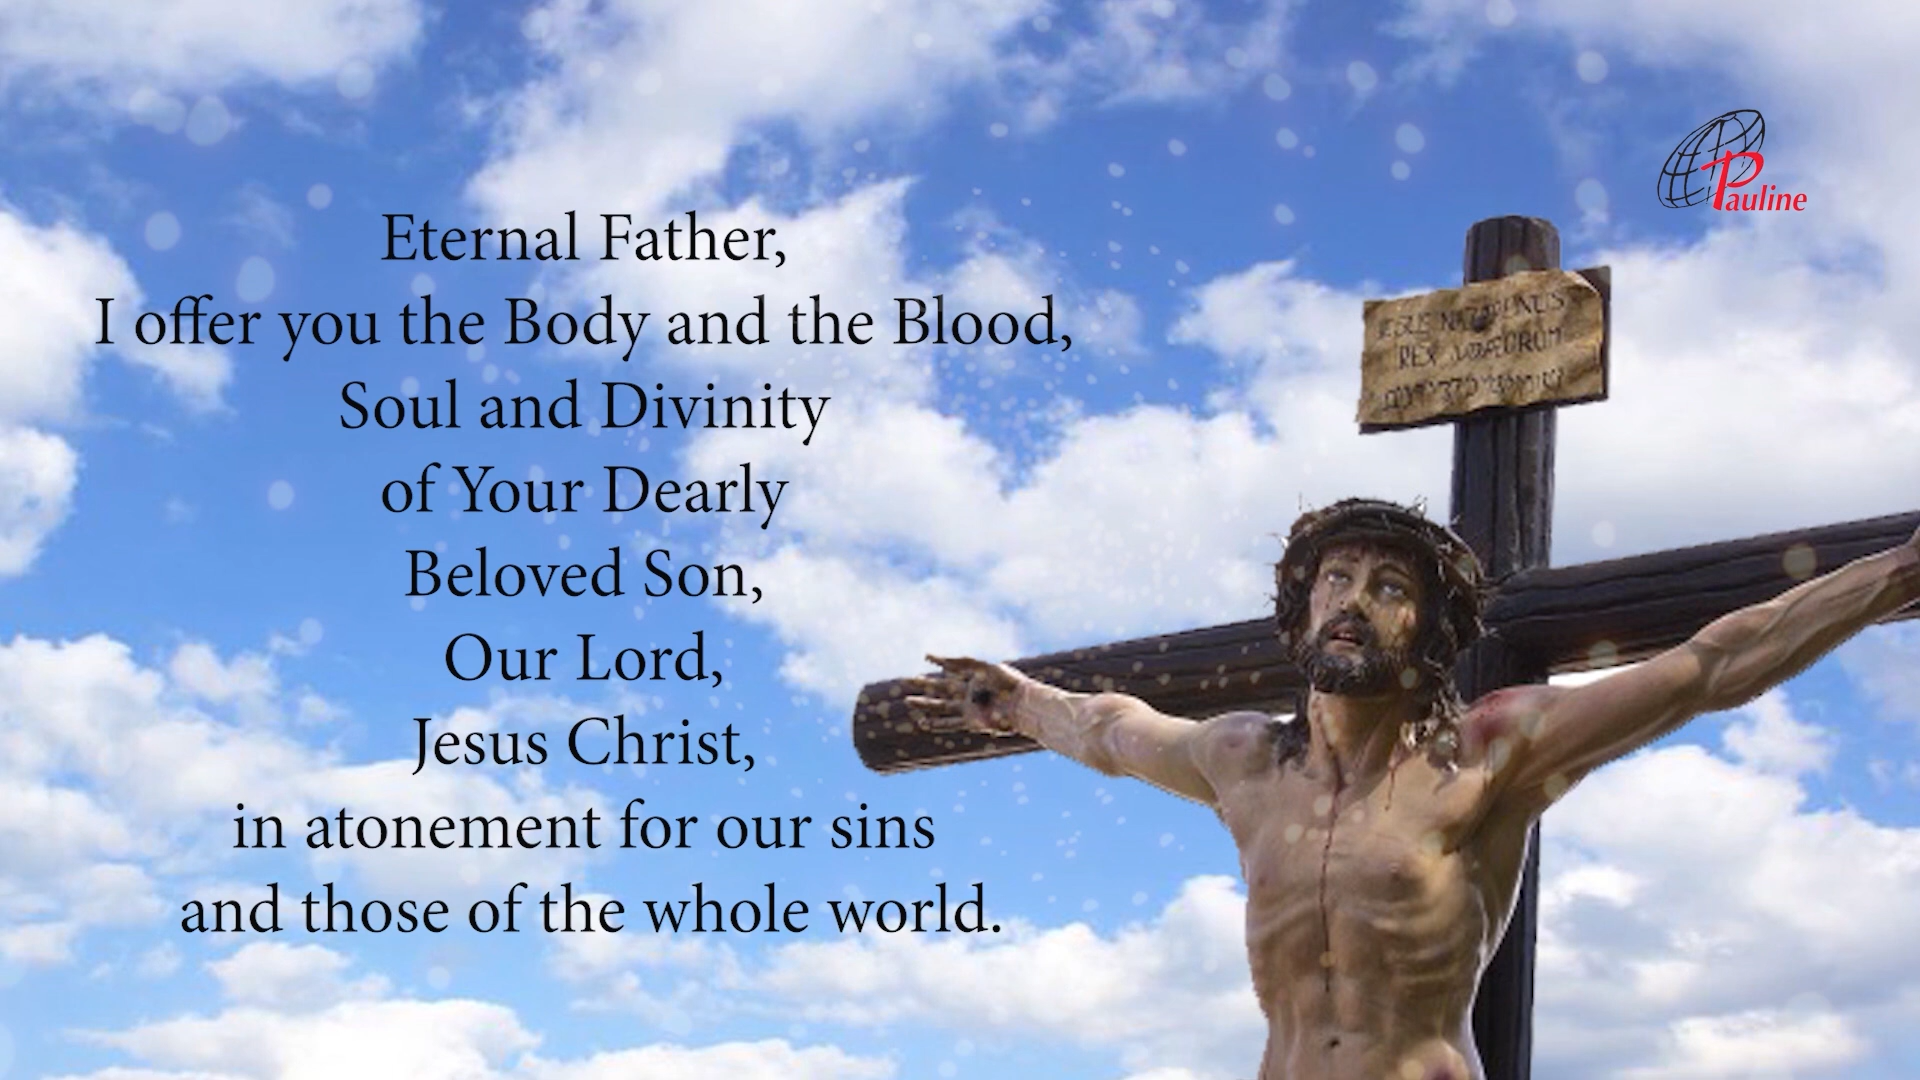 Eternal Father,
I offer you the Body and the Blood,
Soul and Divinity
of Your Dearly
Beloved Son,
Our Lord,
Jesus Christ,
in atonement for our sins
and those of the whole world.
Pauline
REX